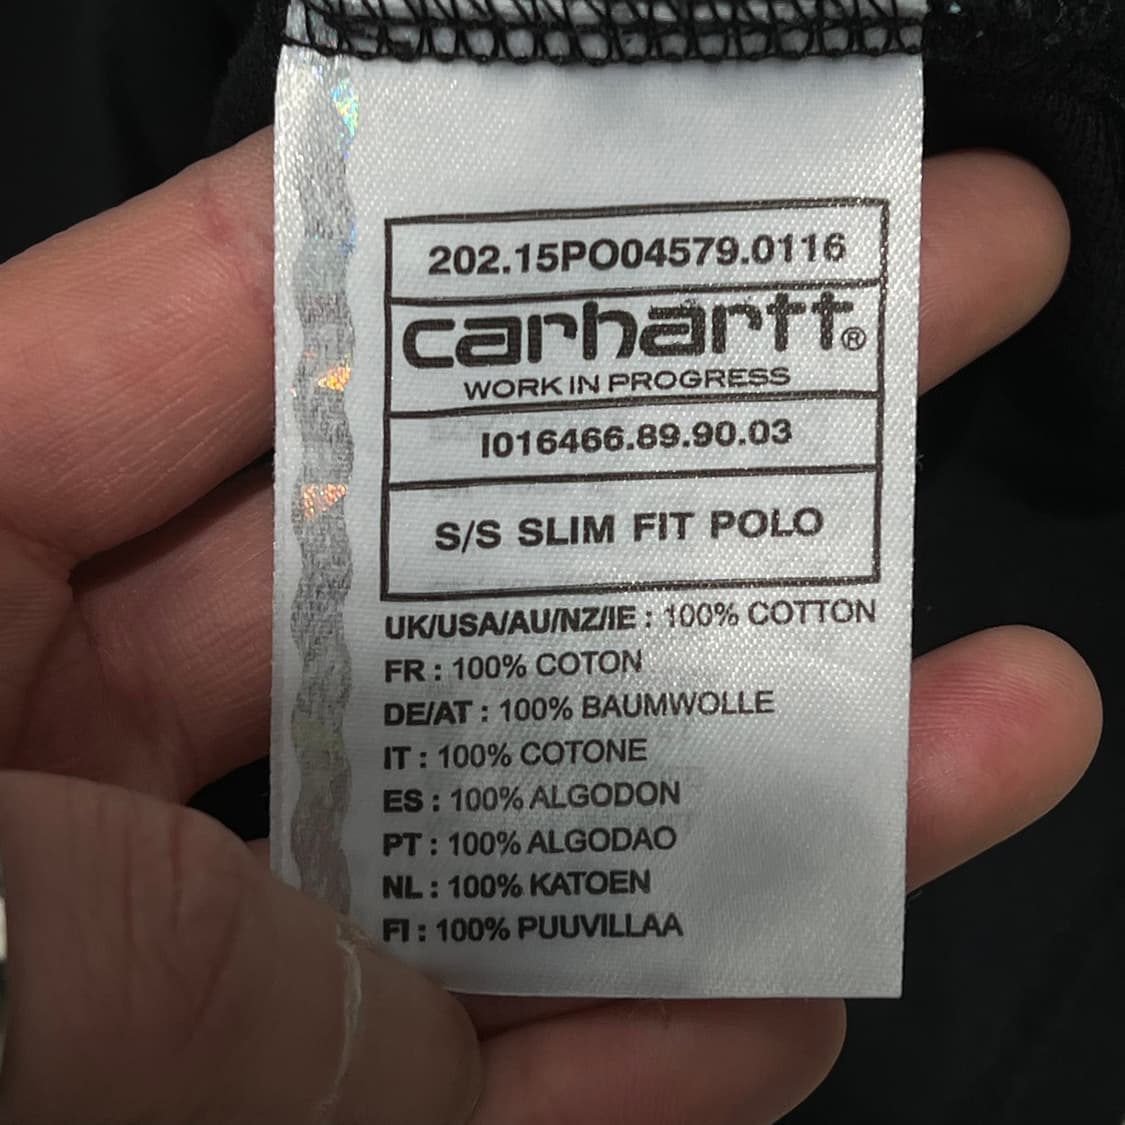 202.15PO04579.0116
carhartt®
WORK IN PROGRESS
I016466.89.90.03
S/S SLIM FIT POLO
UK/USA/AU/NZ/IE : 100% COTTON
FR : 100% COTON
DE/AT : 100% BAUMWOLLE
IT : 100% COTONE
ES : 100% ALGODON
PT : 100% ALGODAO
NL : 100% KATOEN
FI : 100% PUUVILLAA